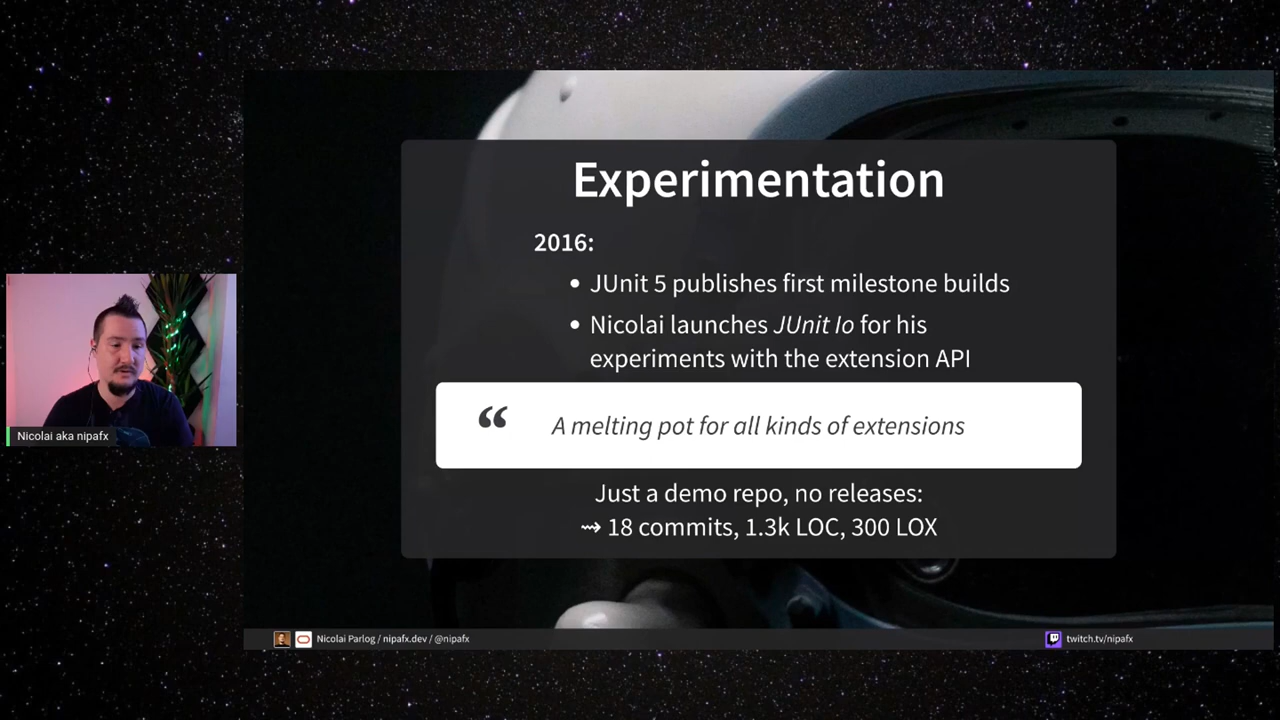 Experimentation
2016:
• JUnit 5 publishes first milestone builds
• Nicolai launches JUnit Io for his
experiments with the extension API
“ A melting pot for all kinds of extensions
Just a demo repo, no releases:
⇝ 18 commits, 1.3k LOC, 300 LOX
Nicolai aka nipafx
Nicolai Parlog / nipafx.dev / @nipafx
twitch.tv/nipafx